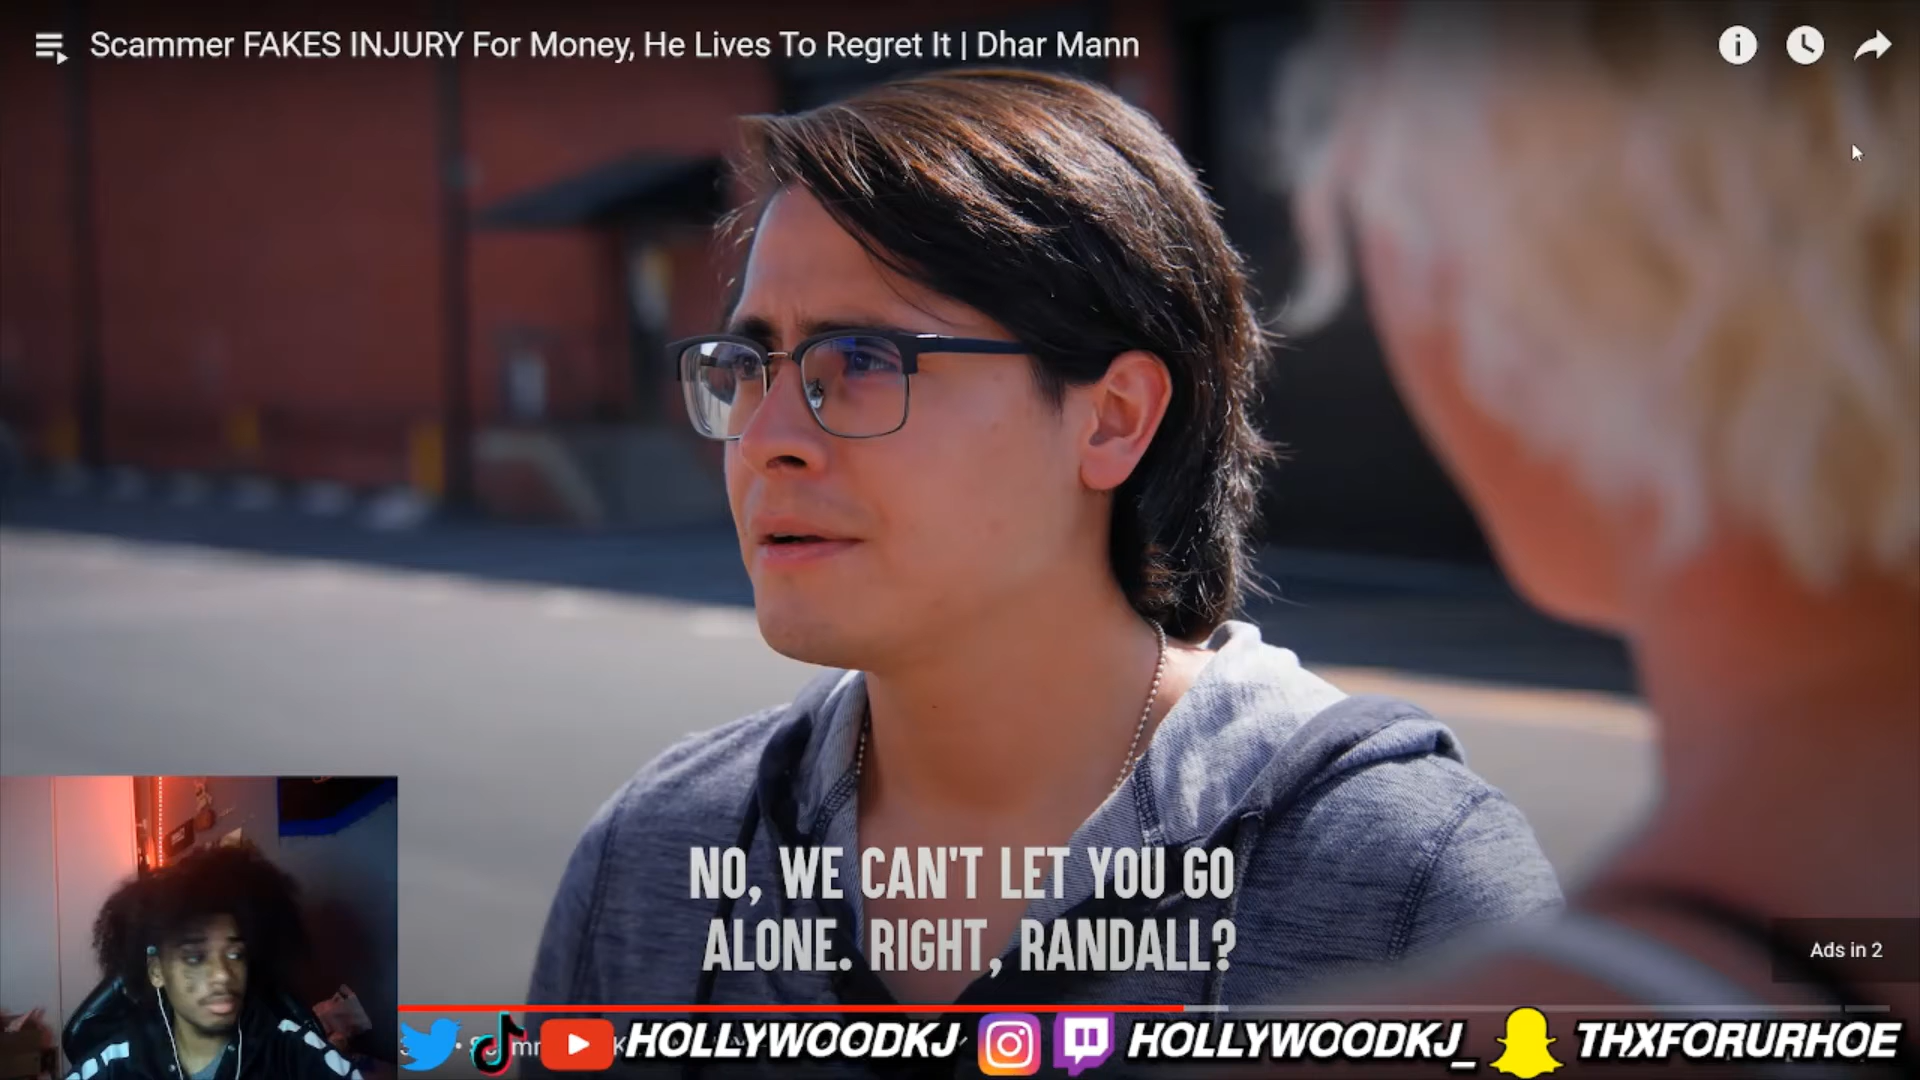 Scammer FAKES INJURY For Money, He Lives To Regret It | Dhar Mann
NO, WE CAN'T LET YOU GO
ALONE. RIGHT, RANDALL?
Ads in 2
HOLLYWOODKJ
HOLLYWOODKJ_
THXFORURHOE